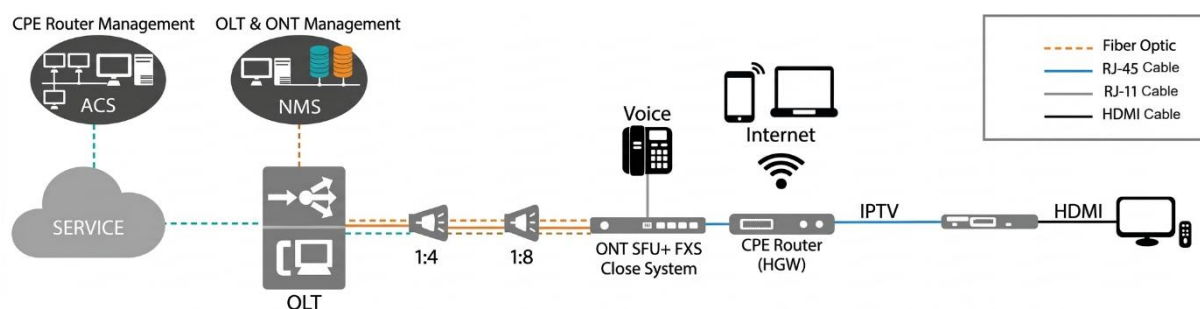 CPE Router Management
OLT & ONT Management
ACS
NMS
Fiber Optic
RJ-45 Cable
RJ-11 Cable
HDMI Cable
Voice
Internet
SERVICE
OLT
1:4
1:8
ONT SFU+ FXS
Close System
CPE Router
(HGW)
IPTV
HDMI